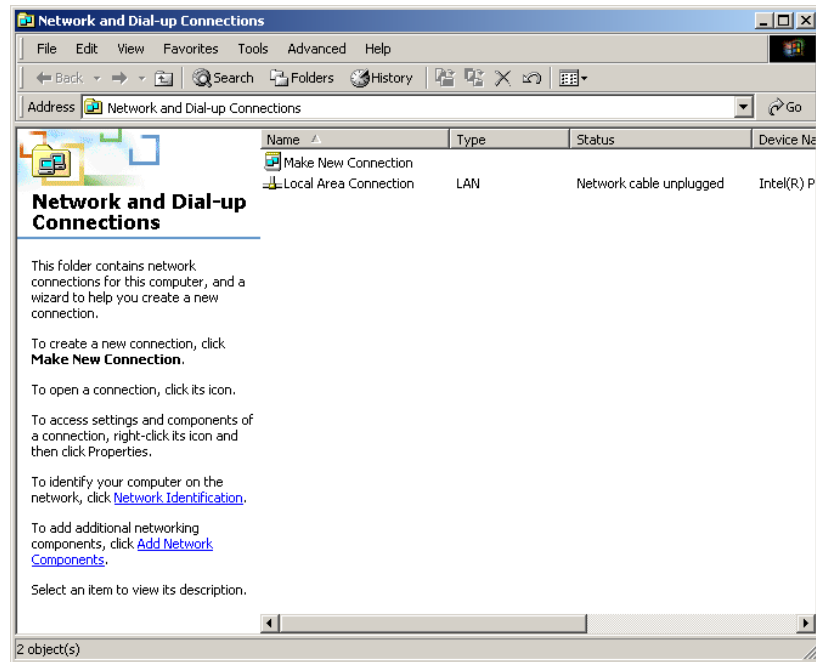 Network and Dial-up Connections
File Edit View Favorites Tools Advanced Help
Back Search Folders History
Address Network and Dial-up Connections Go
Name Type Status Device Na
Make New Connection
Local Area Connection LAN Network cable unplugged Intel(R) P
Network and Dial-up
Connections
This folder contains network
connections for this computer, and a
wizard to help you create a new
connection.
To create a new connection, click
Make New Connection.
To open a connection, click its icon.
To access settings and components of
a connection, right-click its icon and
then click Properties.
To identify your computer on the
network, click Network Identification.
To add additional networking
components, click Add Network
Components.
Select an item to view its description.
2 object(s)